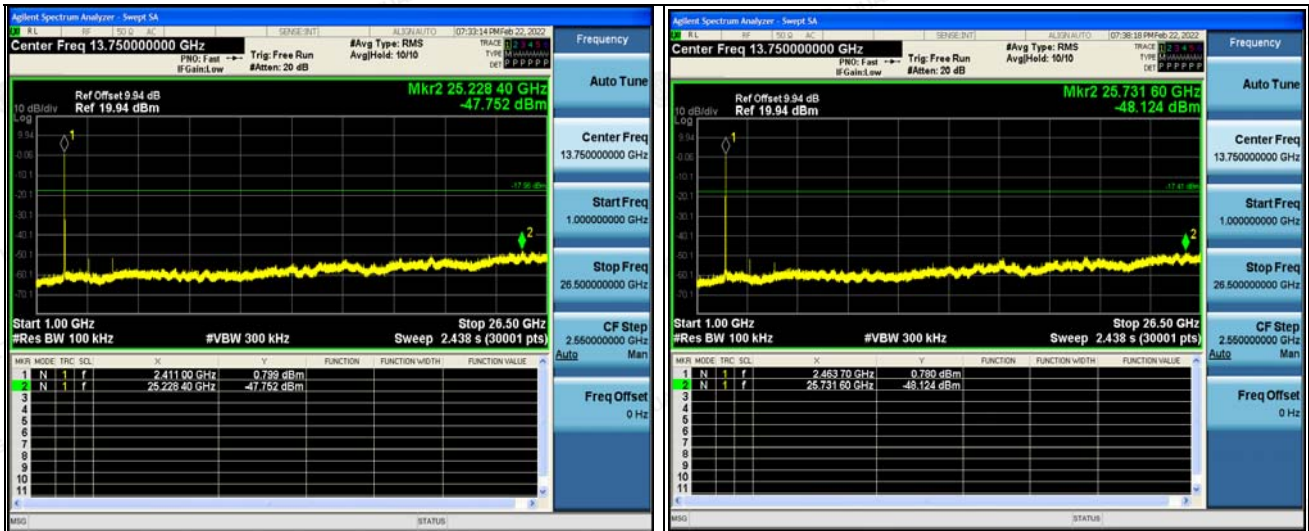 Agilent Spectrum Analyzer - Swept SA
RL RF 50 Ω AC SENSE:INT ALIGN AUTO 07:33:14 PM Feb 22, 2022
Center Freq 13.750000000 GHz
PNO: Fast
IFGain:Low
Trig: Free Run
#Atten: 20 dB
#Avg Type: RMS
Avg|Hold: 10/10
TRACE 1 2 3 4 5 6
TYPE M W W W W W
DET P P P P P P
Ref Offset 9.94 dB
Ref 19.94 dBm
10 dB/div
Log
Mkr2 25.228 40 GHz
-47.752 dBm
9.94
-0.06
-10.1
-20.1
-30.1
-40.1
-50.1
-60.1
-70.1
1
2
Start 1.00 GHz
Stop 26.50 GHz
#Res BW 100 kHz
#VBW 300 kHz
Sweep 2.438 s (30001 pts)
MKR MODE TRC SCL X Y FUNCTION FUNCTION WIDTH FUNCTION VALUE
1 N 1 f 2.411 00 GHz 0.799 dBm
2 N 1 f 25.228 40 GHz -47.752 dBm
3
4
5
6
7
8
9
10
11
MSG STATUS
Frequency
Auto Tune
Center Freq
13.750000000 GHz
Start Freq
1.000000000 GHz
Stop Freq
26.500000000 GHz
CF Step
2.550000000 GHz
Auto Man
Freq Offset
0 Hz
Agilent Spectrum Analyzer - Swept SA
RL RF 50 Ω AC SENSE:INT ALIGN AUTO 07:38:18 PM Feb 22, 2022
Center Freq 13.750000000 GHz
PNO: Fast
IFGain:Low
Trig: Free Run
#Atten: 20 dB
#Avg Type: RMS
Avg|Hold: 10/10
TRACE 1 2 3 4 5 6
TYPE M W W W W W
DET P P P P P P
Ref Offset 9.94 dB
Ref 19.94 dBm
10 dB/div
Log
Mkr2 25.731 60 GHz
-48.124 dBm
9.94
-0.06
-10.1
-20.1
-30.1
-40.1
-50.1
-60.1
-70.1
-17.41 dBm
1
2
Start 1.00 GHz
Stop 26.50 GHz
#Res BW 100 kHz
#VBW 300 kHz
Sweep 2.438 s (30001 pts)
MKR MODE TRC SCL X Y FUNCTION FUNCTION WIDTH FUNCTION VALUE
1 N 1 f 2.463 70 GHz 0.780 dBm
2 N 1 f 25.731 60 GHz -48.124 dBm
3
4
5
6
7
8
9
10
11
MSG STATUS
Frequency
Auto Tune
Center Freq
13.750000000 GHz
Start Freq
1.000000000 GHz
Stop Freq
26.500000000 GHz
CF Step
2.550000000 GHz
Auto Man
Freq Offset
0 Hz